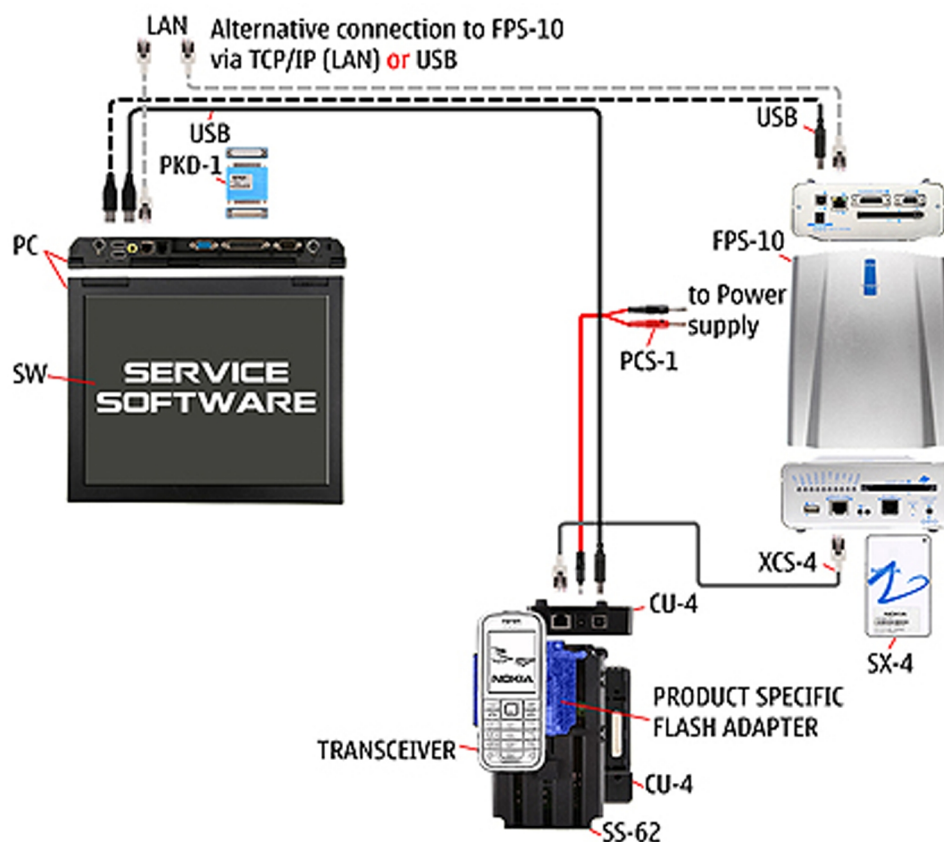 LAN
Alternative connection to FPS-10
via TCP/IP (LAN) or USB
USB
USB
PKD-1
PC
FPS-10
to Power
supply
PCS-1
SW
SERVICE
SOFTWARE
XCS-4
CU-4
SX-4
NOKIA
NOKIA
PRODUCT SPECIFIC
FLASH ADAPTER
TRANSCEIVER
CU-4
SS-62